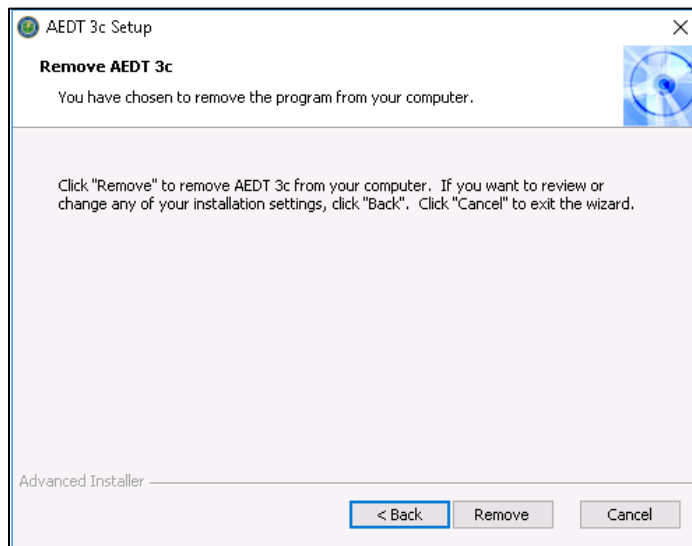 AEDT 3c Setup
Remove AEDT 3c
You have chosen to remove the program from your computer.
Click "Remove" to remove AEDT 3c from your computer. If you want to review or
change any of your installation settings, click "Back". Click "Cancel" to exit the wizard.
Advanced Installer
< Back Remove Cancel